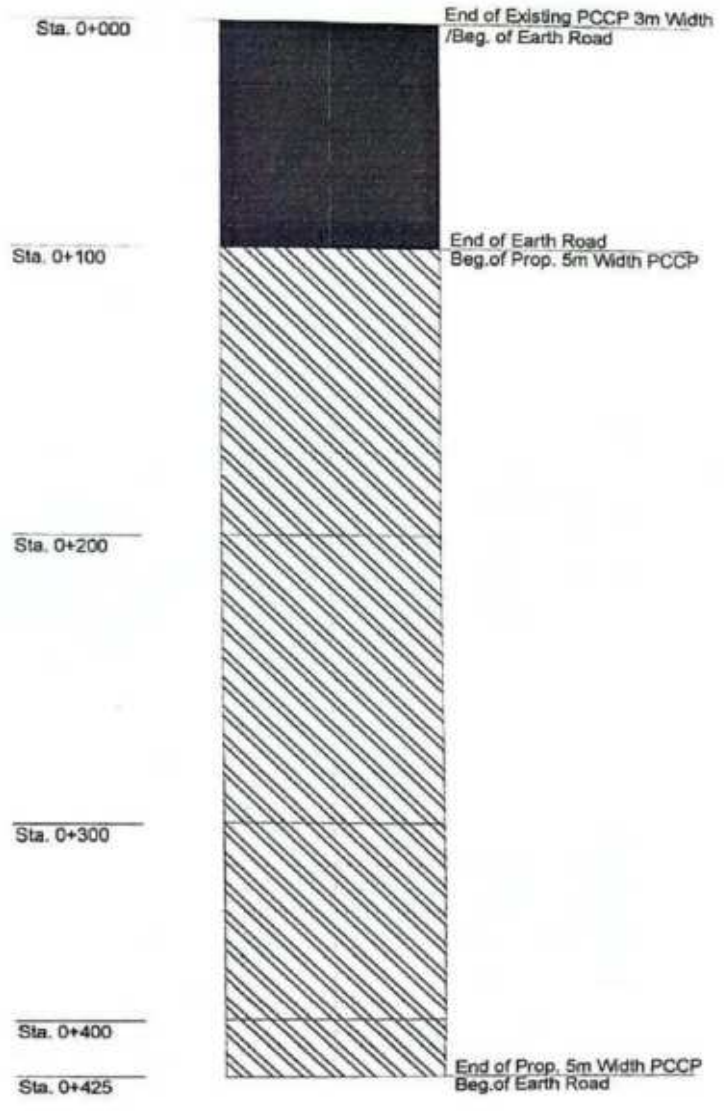 Sta. 0+000
End of Existing PCCP 3m Width
/Beg. of Earth Road
End of Earth Road
Sta. 0+100
Beg.of Prop. 5m Width PCCP
Sta. 0+200
Sta. 0+300
Sta. 0+400
End of Prop. 5m Width PCCP
Sta. 0+425
Beg.of Earth Road